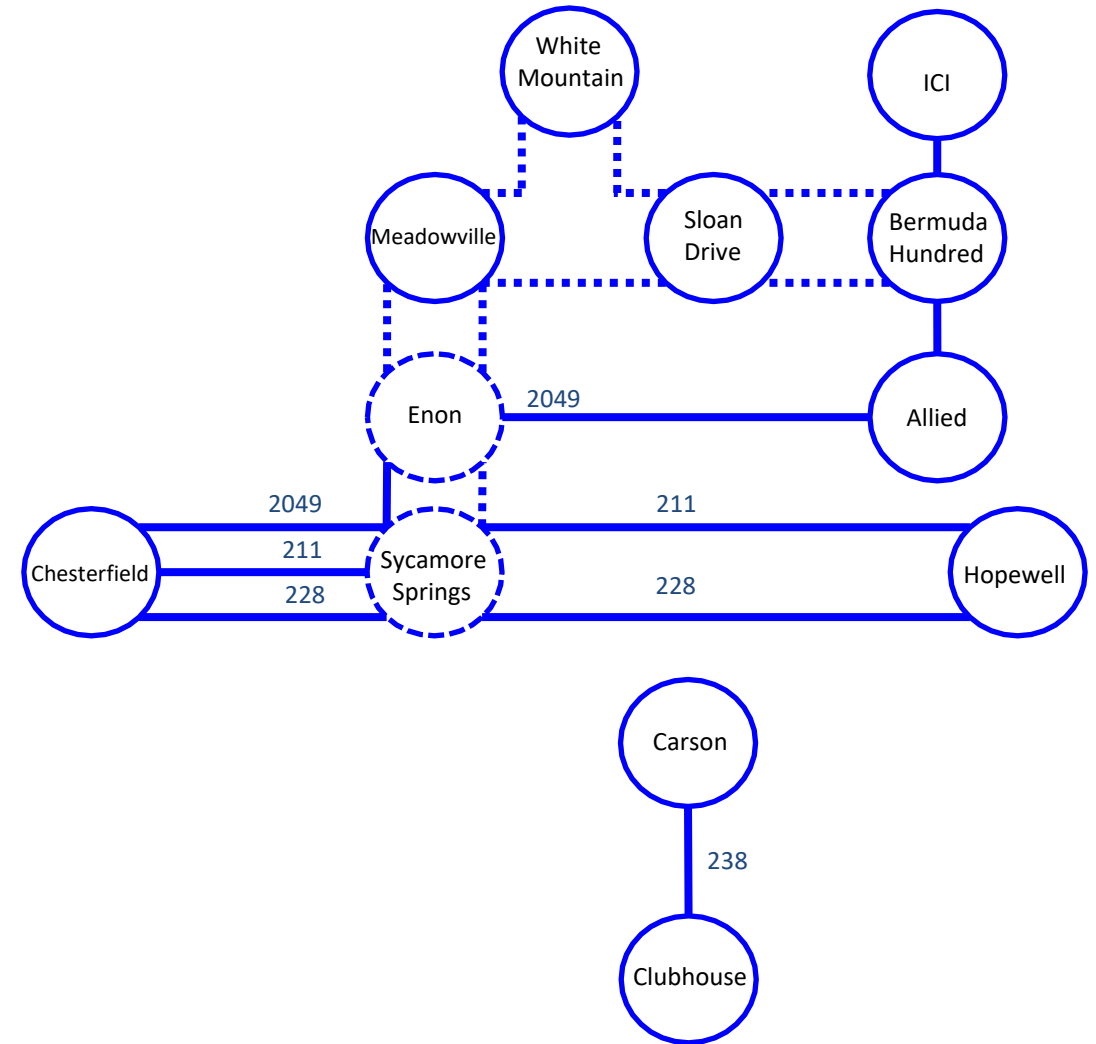 White
Mountain
ICI
Meadowville
Sloan
Drive
Bermuda
Hundred
Enon
2049
Allied
2049
211
211
Chesterfield
Sycamore
Springs
Hopewell
228
228
Carson
238
Clubhouse